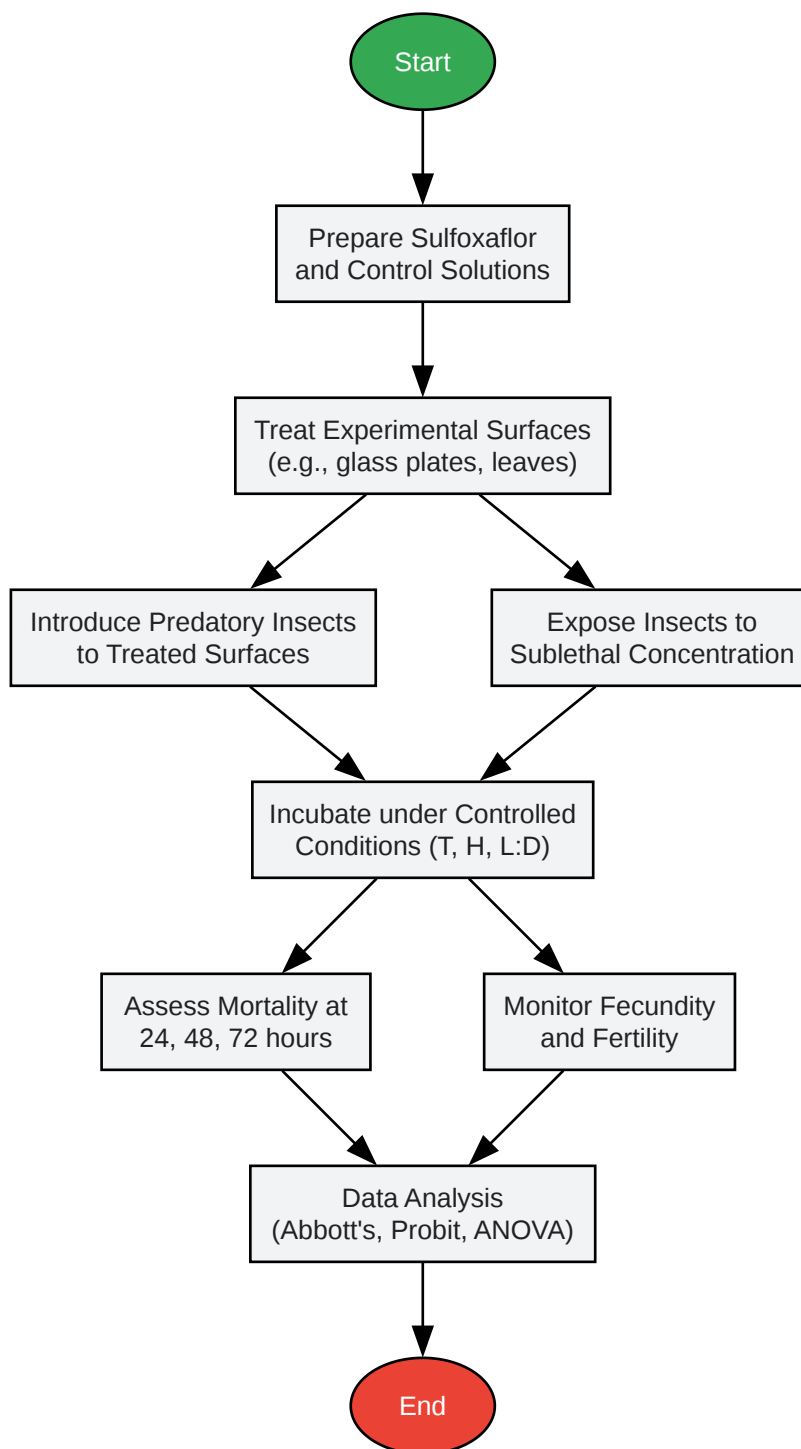 Start
Prepare Sulfoxaflor
and Control Solutions
Treat Experimental Surfaces
(e.g., glass plates, leaves)
Introduce Predatory Insects
to Treated Surfaces
Expose Insects to
Sublethal Concentration
Incubate under Controlled
Conditions (T, H, L:D)
Assess Mortality at
24, 48, 72 hours
Monitor Fecundity
and Fertility
Data Analysis
(Abbott's, Probit, ANOVA)
End